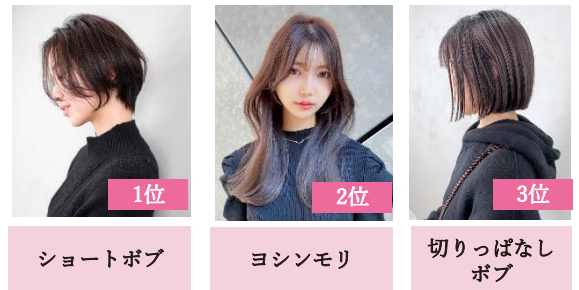 1位
2位
3位
ショートボブ
ヨシンモリ
切りっぱなし
ボブ